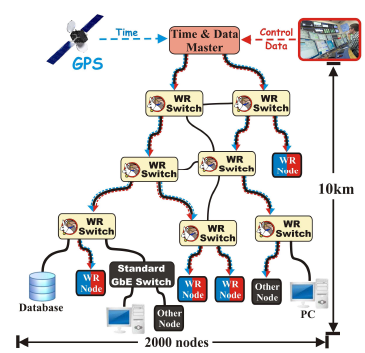 GPS
Time
Time & Data
Master
Control
Data
WR
Switch
WR
Switch
WR
Switch
WR
Switch
WR
Node
10km
WR
Switch
WR
Switch
WR
Switch
Database
WR
Node
Standard
GbE Switch
Other
Node
WR
Node
WR
Node
Other
Node
PC
2000 nodes